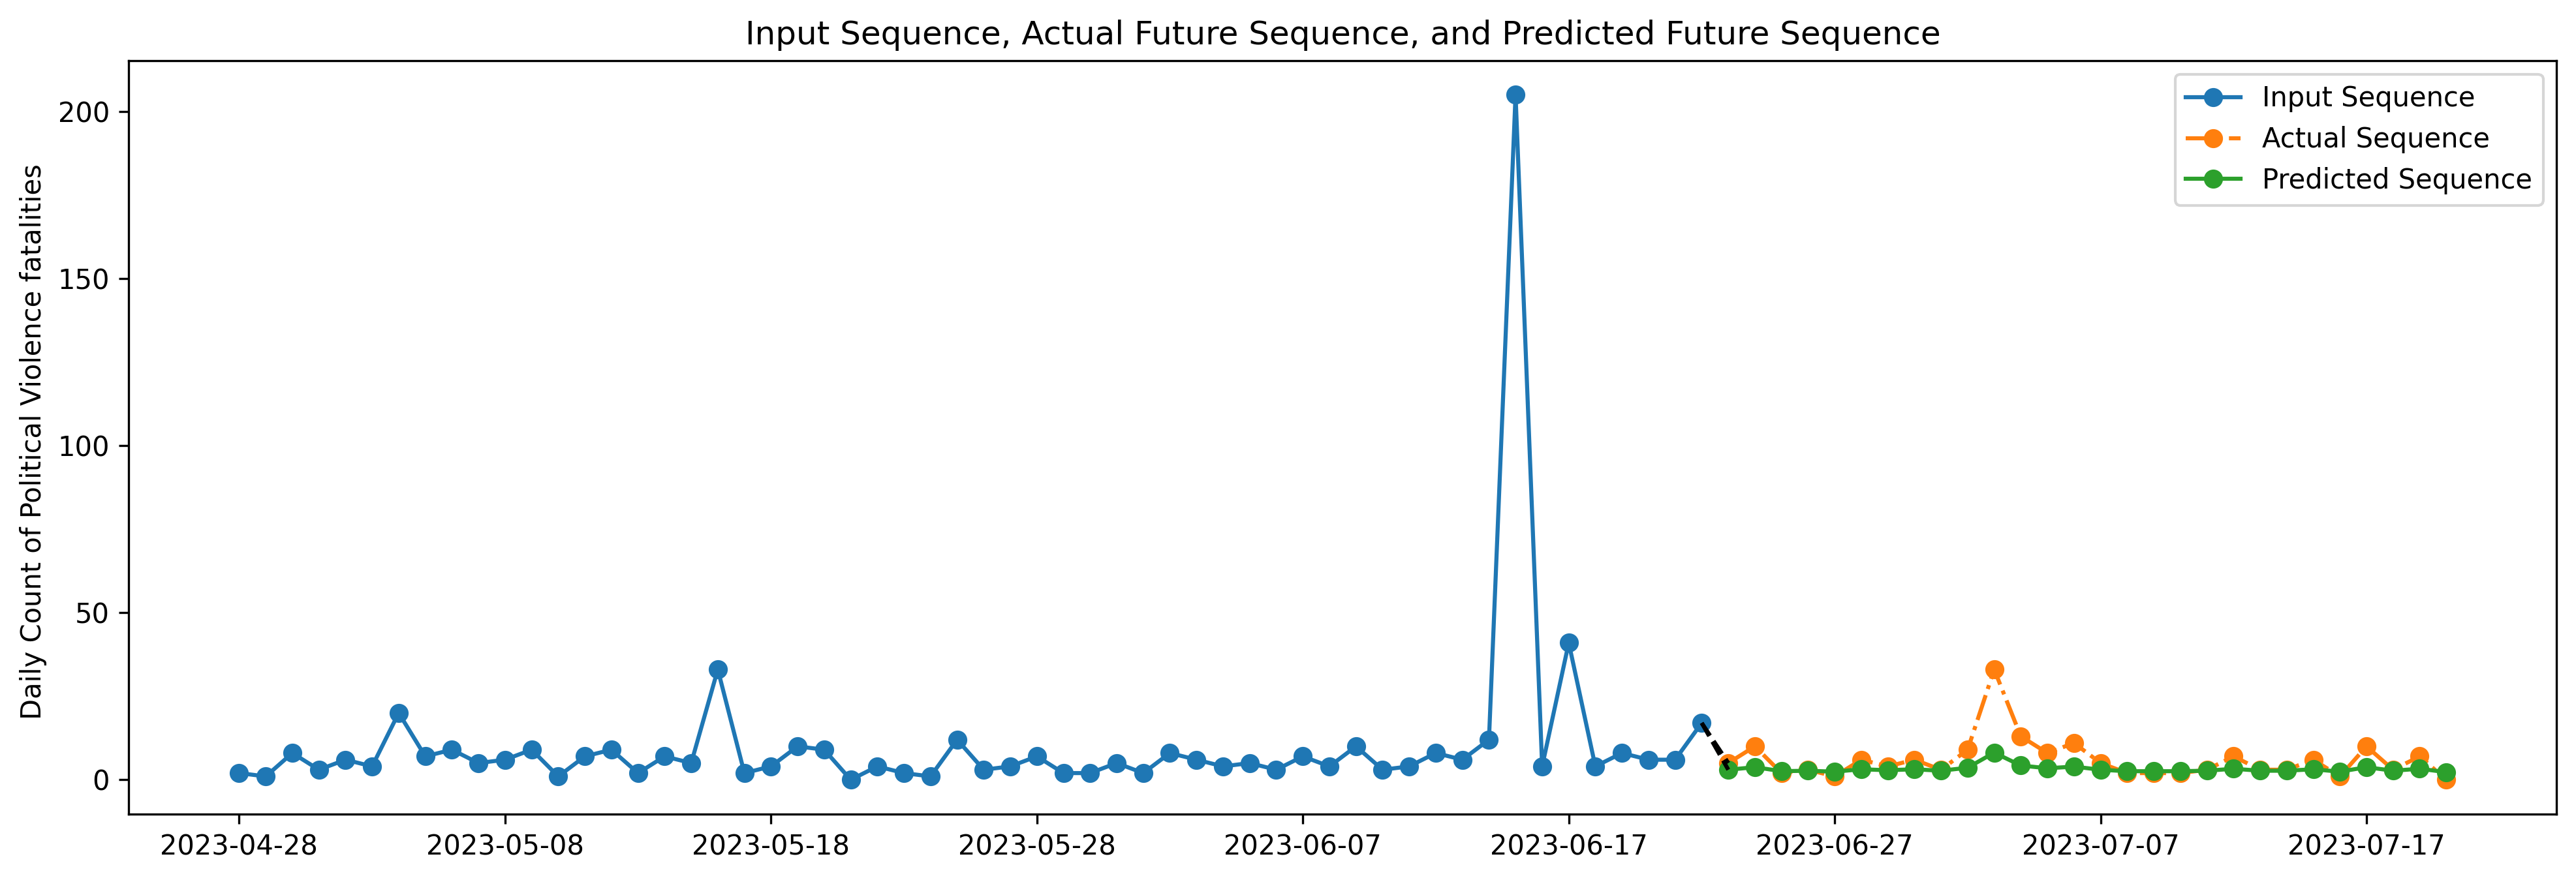 Input Sequence, Actual Future Sequence, and Predicted Future Sequence
Daily Count of Political Violence fatalities
200
150
100
50
0
Input Sequence
Actual Sequence
Predicted Sequence
2023-04-28
2023-05-08
2023-05-18
2023-05-28
2023-06-07
2023-06-17
2023-06-27
2023-07-07
2023-07-17